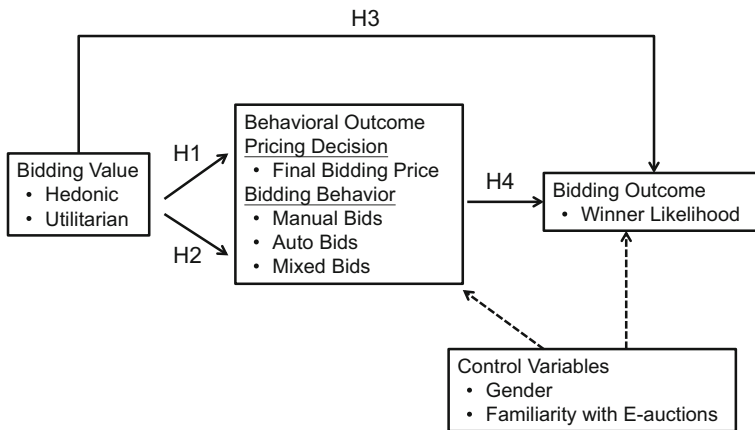 H3
Bidding Value
• Hedonic
• Utilitarian
H1
H2
Behavioral Outcome
Pricing Decision
• Final Bidding Price
Bidding Behavior
• Manual Bids
• Auto Bids
• Mixed Bids
H4
Bidding Outcome
• Winner Likelihood
Control Variables
• Gender
• Familiarity with E-auctions